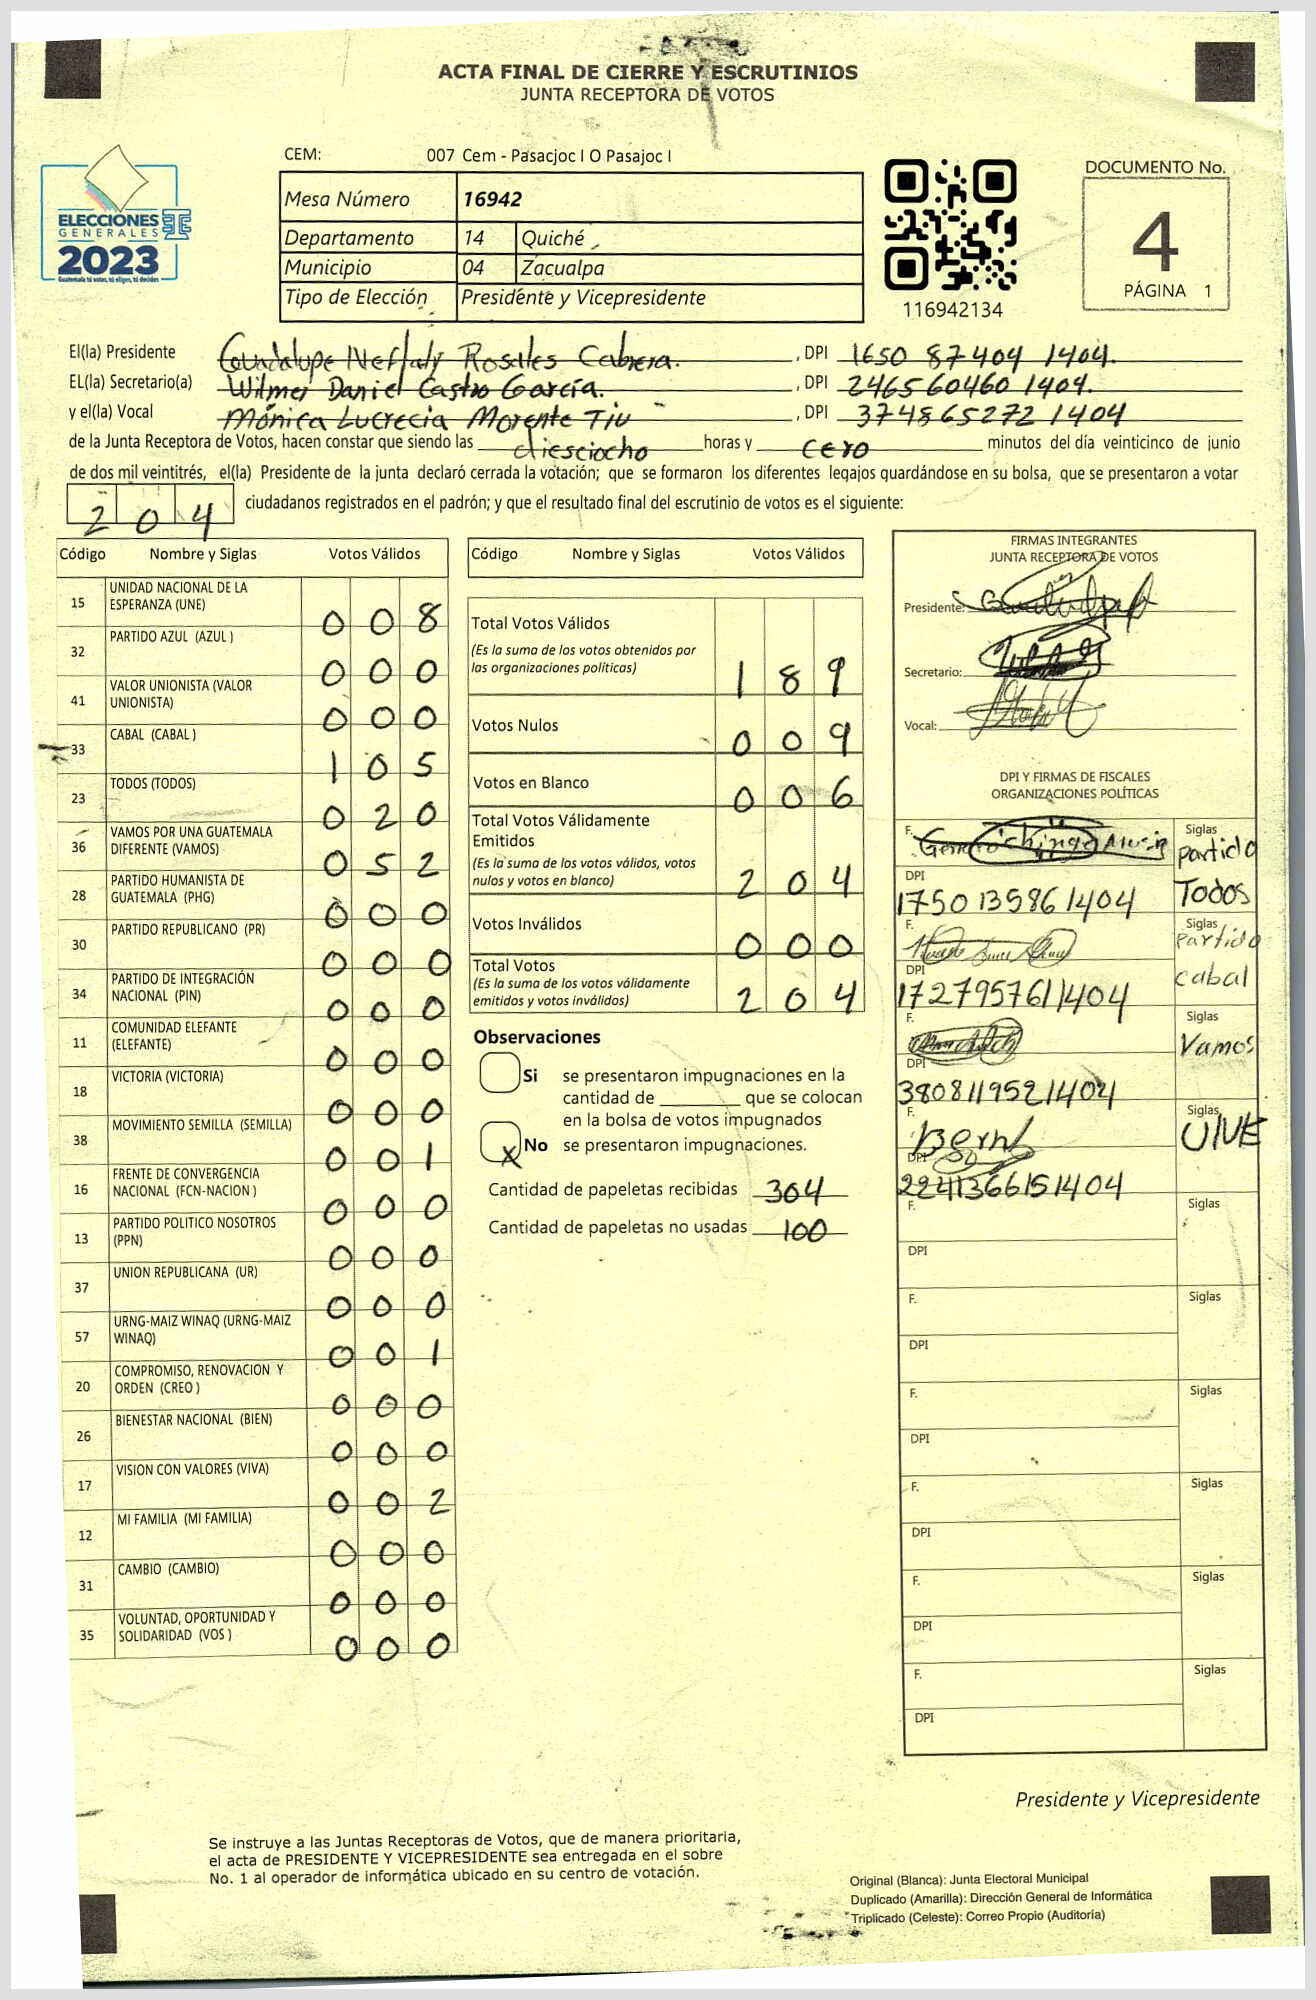 ACTA FINAL DE CIERRE Y ESCRUTINIOS
JUNTA RECEPTORA DE VOTOS
CEM: 007 Cem - Pasacjoc I O Pasajoc I
ELECCIONES
GENERALES
2023
Guatemala tú votas, tú eliges, tú decides
Mesa Número 16942
Departamento 14 Quiché
Municipio 04 Zacualpa
Tipo de Elección Presidente y Vicepresidente
116942134
DOCUMENTO No.
4
PÁGINA 1
El(la) Presidente Guadalupe Neftaly Rosales Cabrera. , DPI 1650 87404 1404.
EL(la) Secretario(a) Wilmer Daniel Castro García. , DPI 246560460 1404.
y el(la) Vocal Mónica Lucrecia Morente Tiu , DPI 374865272 1404
de la Junta Receptora de Votos, hacen constar que siendo las diesciocho horas y cero minutos del día veinticinco de junio
de dos mil veintitrés, el(la) Presidente de la junta declaró cerrada la votación; que se formaron los diferentes legajos guardándose en su bolsa, que se presentaron a votar
204 ciudadanos registrados en el padrón; y que el resultado final del escrutinio de votos es el siguiente:
Código Nombre y Siglas Votos Válidos
15 UNIDAD NACIONAL DE LA ESPERANZA (UNE) 0 0 8
32 PARTIDO AZUL (AZUL ) 0 0 0
41 VALOR UNIONISTA (VALOR UNIONISTA) 0 0 0
33 CABAL (CABAL ) 1 0 5
23 TODOS (TODOS) 0 2 0
36 VAMOS POR UNA GUATEMALA DIFERENTE (VAMOS) 0 5 2
28 PARTIDO HUMANISTA DE GUATEMALA (PHG) 0 0 0
30 PARTIDO REPUBLICANO (PR) 0 0 0
34 PARTIDO DE INTEGRACIÓN NACIONAL (PIN) 0 0 0
11 COMUNIDAD ELEFANTE (ELEFANTE) 0 0 0
18 VICTORIA (VICTORIA) 0 0 0
38 MOVIMIENTO SEMILLA (SEMILLA) 0 0 1
16 FRENTE DE CONVERGENCIA NACIONAL (FCN-NACION ) 0 0 0
13 PARTIDO POLITICO NOSOTROS (PPN) 0 0 0
37 UNION REPUBLICANA (UR) 0 0 0
57 URNG-MAIZ WINAQ (URNG-MAIZ WINAQ) 0 0 1
20 COMPROMISO, RENOVACION Y ORDEN (CREO ) 0 0 0
26 BIENESTAR NACIONAL (BIEN) 0 0 0
17 VISION CON VALORES (VIVA) 0 0 2
12 MI FAMILIA (MI FAMILIA) 0 0 0
31 CAMBIO (CAMBIO) 0 0 0
35 VOLUNTAD, OPORTUNIDAD Y SOLIDARIDAD (VOS ) 0 0 0
Código Nombre y Siglas Votos Válidos
Total Votos Válidos 1 8 9
(Es la suma de los votos obtenidos por
las organizaciones políticas)
Votos Nulos 0 0 9
Votos en Blanco 0 0 6
Total Votos Válidamente
Emitidos 2 0 4
(Es la suma de los votos válidos, votos
nulos y votos en blanco)
Votos Inválidos 0 0 0
Total Votos 2 0 4
(Es la suma de los votos válidamente
emitidos y votos inválidos)
Observaciones
Si se presentaron impugnaciones en la
cantidad de ________ que se colocan
en la bolsa de votos impugnados
x No se presentaron impugnaciones.
Cantidad de papeletas recibidas 304
Cantidad de papeletas no usadas 100
FIRMAS INTEGRANTES
JUNTA RECEPTORA DE VOTOS
Presidente:
Secretario:
Vocal:
DPI Y FIRMAS DE FISCALES
ORGANIZACIONES POLÍTICAS
F. Siglas partido
DPI Todos
1750 13586 1404
F. Siglas Partido
DPI cabal
172795761 1404
F. Siglas
Vamos
DPI
380811952 1404
F. Siglas
UNE
DPI
224136615 1404
F. Siglas
DPI
F. Siglas
DPI
F. Siglas
DPI
F. Siglas
DPI
F. Siglas
DPI
F. Siglas
DPI
Presidente y Vicepresidente
Se instruye a las Juntas Receptoras de Votos, que de manera prioritaria,
el acta de PRESIDENTE Y VICEPRESIDENTE sea entregada en el sobre
No. 1 al operador de informática ubicado en su centro de votación.
Original (Blanca): Junta Electoral Municipal
Duplicado (Amarilla): Dirección General de Informática
Triplicado (Celeste): Correo Propio (Auditoría)